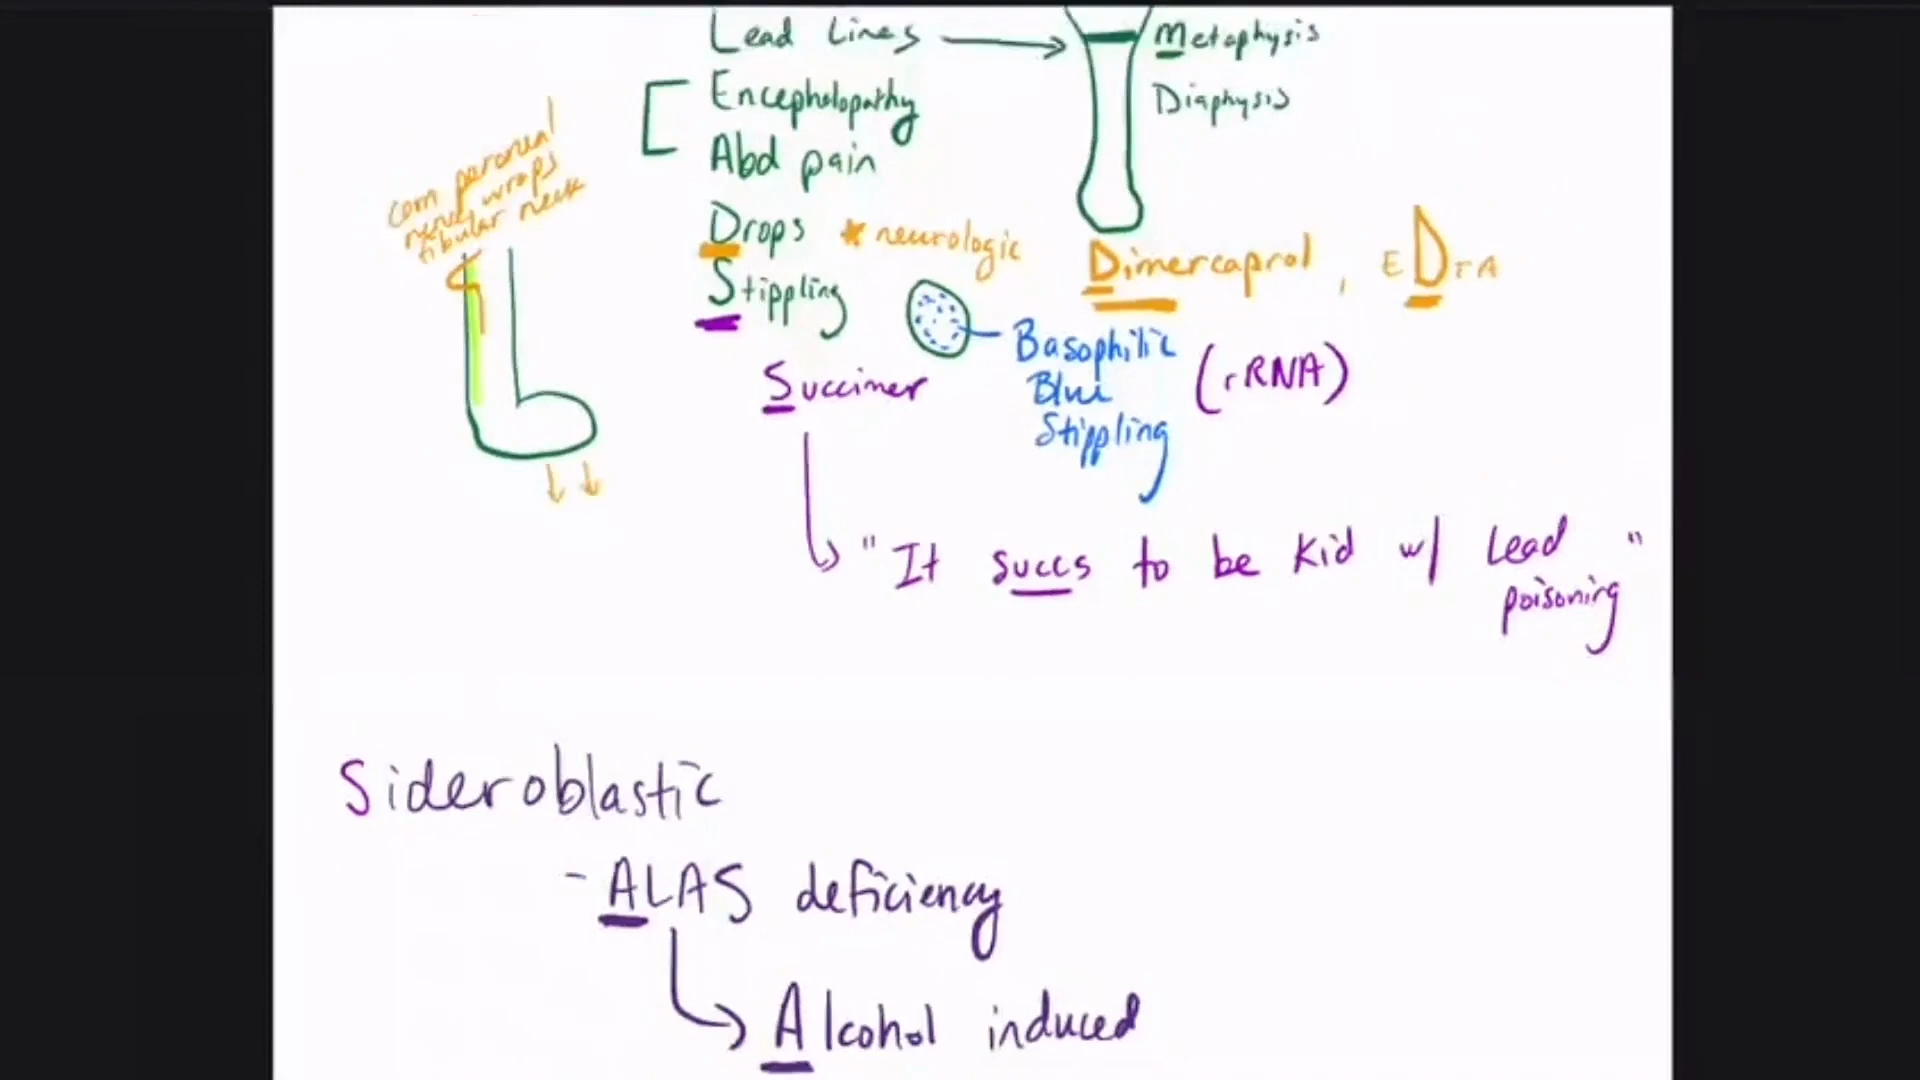 Lead Lines
Metaphysis
Encephalopathy
Diaphysis
Abd pain
com peroneal
nerve wraps
fibular neck
Drops * neurologic
Dimercaprol, EDTA
Stippling
Basophilic
Blue
Stippling
(rRNA)
Succimer
"It succs to be kid w/ Lead
poisoning"
Sideroblastic
- ALAS deficiency
Alcohol induced